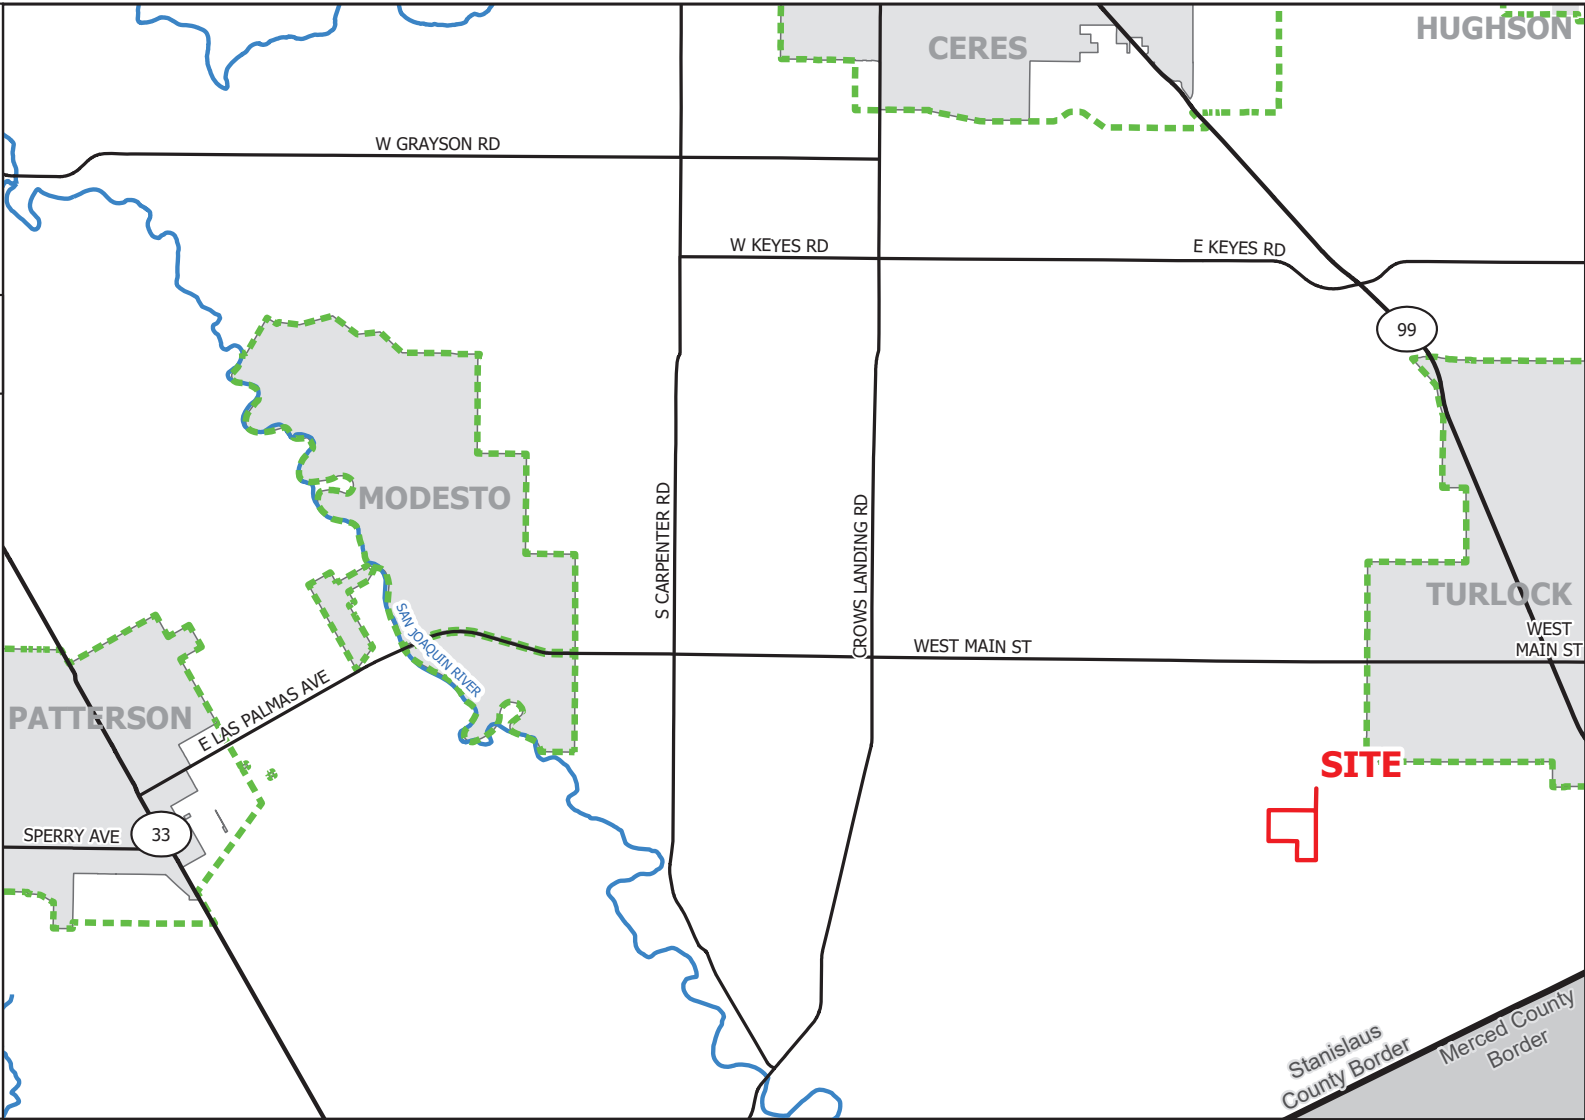 HUGHSON
CERES
W GRAYSON RD
W KEYES RD
E KEYES RD
99
MODESTO
S CARPENTER RD
CROWS LANDING RD
TURLOCK
SAN JOAQUIN RIVER
WEST MAIN ST
WEST
MAIN ST
E LAS PALMAS AVE
PATTERSON
SITE
SPERRY AVE
33
Stanislaus
County Border
Merced County
Border